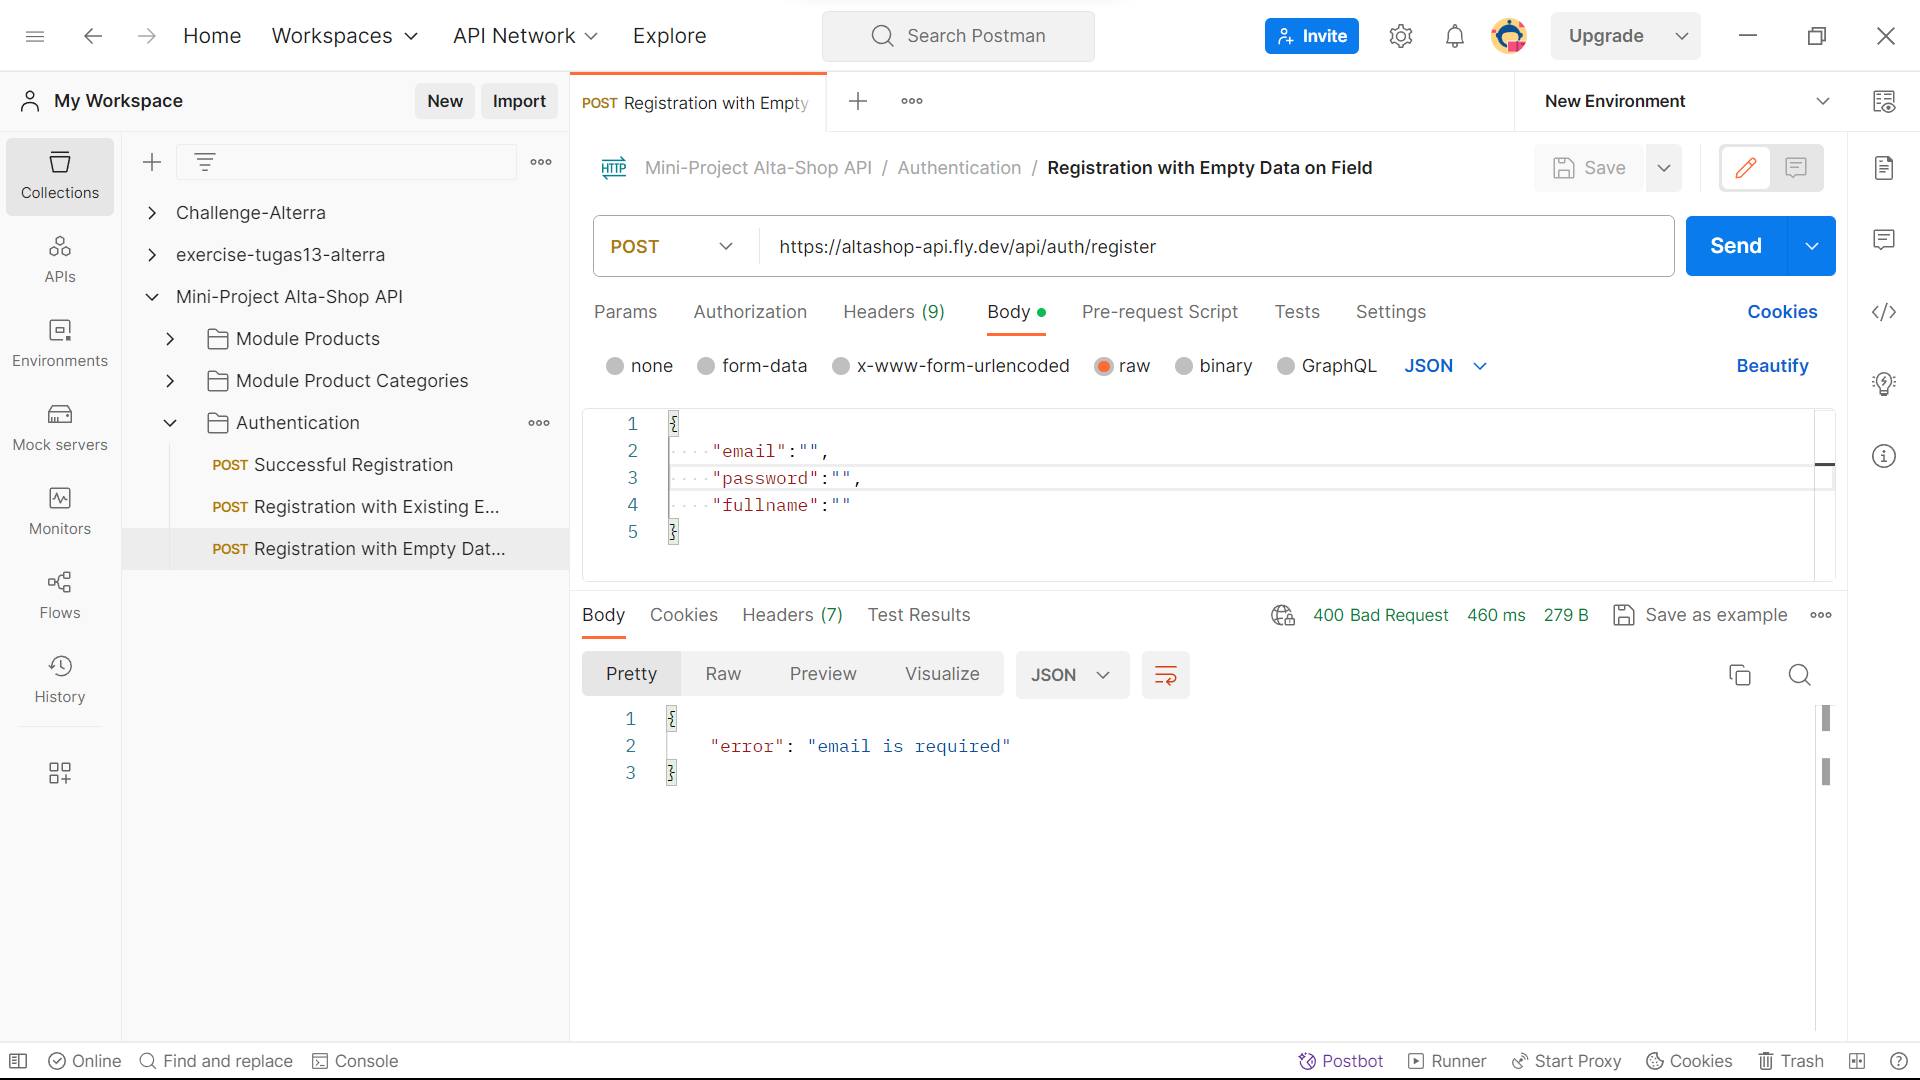 Home Workspaces API Network Explore Search Postman Invite Upgrade
My Workspace New Import POST Registration with Empty New Environment
HTTP Mini-Project Alta-Shop API / Authentication / Registration with Empty Data on Field Save
Collections
APIs
Environments
Mock servers
Monitors
Flows
History
Challenge-Alterra
exercise-tugas13-alterra
Mini-Project Alta-Shop API
Module Products
Module Product Categories
Authentication
POST Successful Registration
POST Registration with Existing E...
POST Registration with Empty Dat...
POST https://altashop-api.fly.dev/api/auth/register Send
Params Authorization Headers (9) Body Pre-request Script Tests Settings Cookies
none form-data x-www-form-urlencoded raw binary GraphQL JSON Beautify
1 {
2 "email":"",
3 "password":"",
4 "fullname":""
5 }
Body Cookies Headers (7) Test Results 400 Bad Request 460 ms 279 B Save as example
Pretty Raw Preview Visualize JSON
1 {
2 "error": "email is required"
3 }
Online Find and replace Console Postbot Runner Start Proxy Cookies Trash